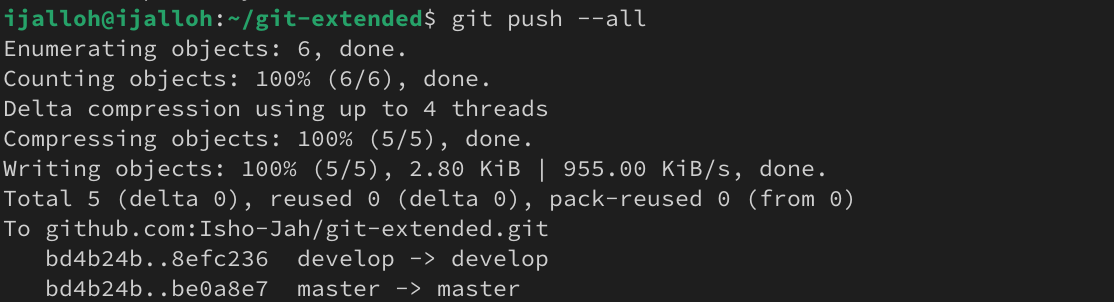 ijalloh@ijalloh:~/git-extended$ git push --all
Enumerating objects: 6, done.
Counting objects: 100% (6/6), done.
Delta compression using up to 4 threads
Compressing objects: 100% (5/5), done.
Writing objects: 100% (5/5), 2.80 KiB | 955.00 KiB/s, done.
Total 5 (delta 0), reused 0 (delta 0), pack-reused 0 (from 0)
To github.com:Isho-Jah/git-extended.git
   bd4b24b..8efc236  develop -> develop
   bd4b24b..be0a8e7  master -> master